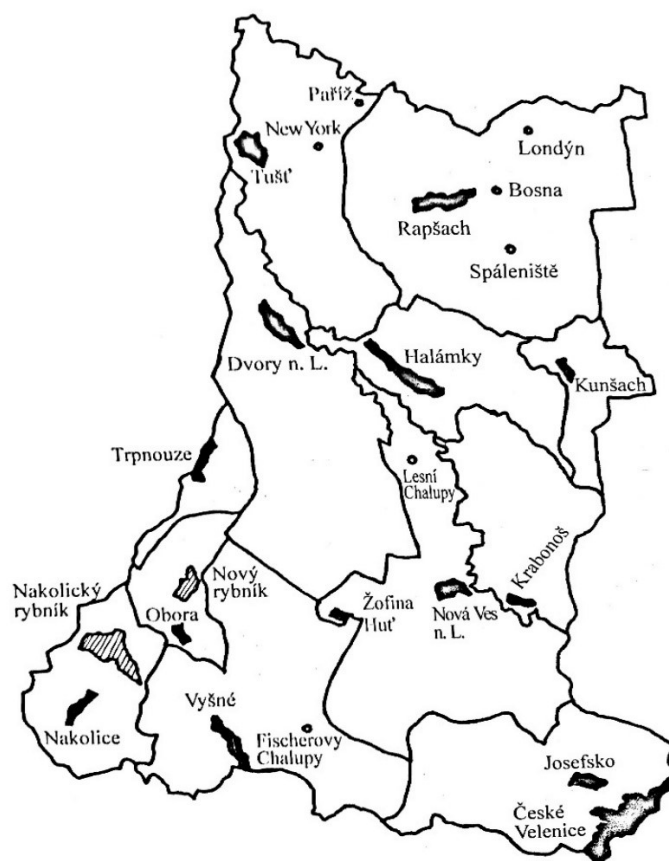 Paříž
New York
Tušť
Londýn
Bosna
Rapšach
Spáleniště
Dvory n. L.
Halámky
Kunšach
Trpnouze
Lesní
Chalupy
Krabonoš
Nakolický
rybník
Nový
rybník
Obora
Žofina
Huť
Nová Ves
n. L.
Vyšné
Nakolice
Fischerovy
Chalupy
Josefsko
České
Velenice